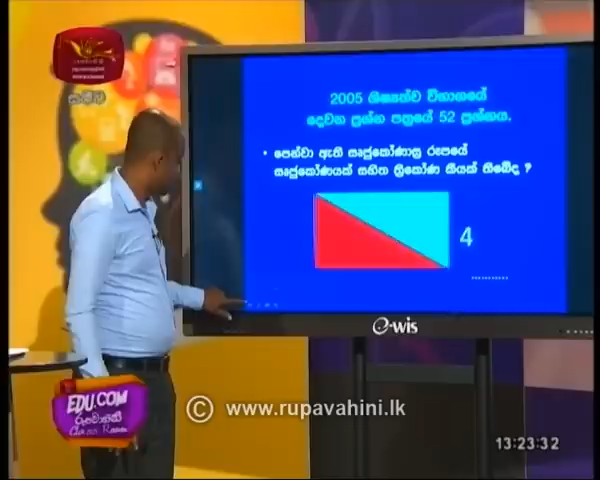 2005 ශිෂ්‍යත්ව විභාගයේ
දෙවන ප්‍රශ්න පත්‍රයේ 52 ප්‍රශ්නය.
• පෙන්වා ඇති සෘජුකෝණාස්‍ර රූපයේ
සෘජුකෝණයක් සහිත ත්‍රිකෝණ කීයක් තිබේද ?
4
e-wis
EDU.COM
© www.rupavahini.lk
13:23:32